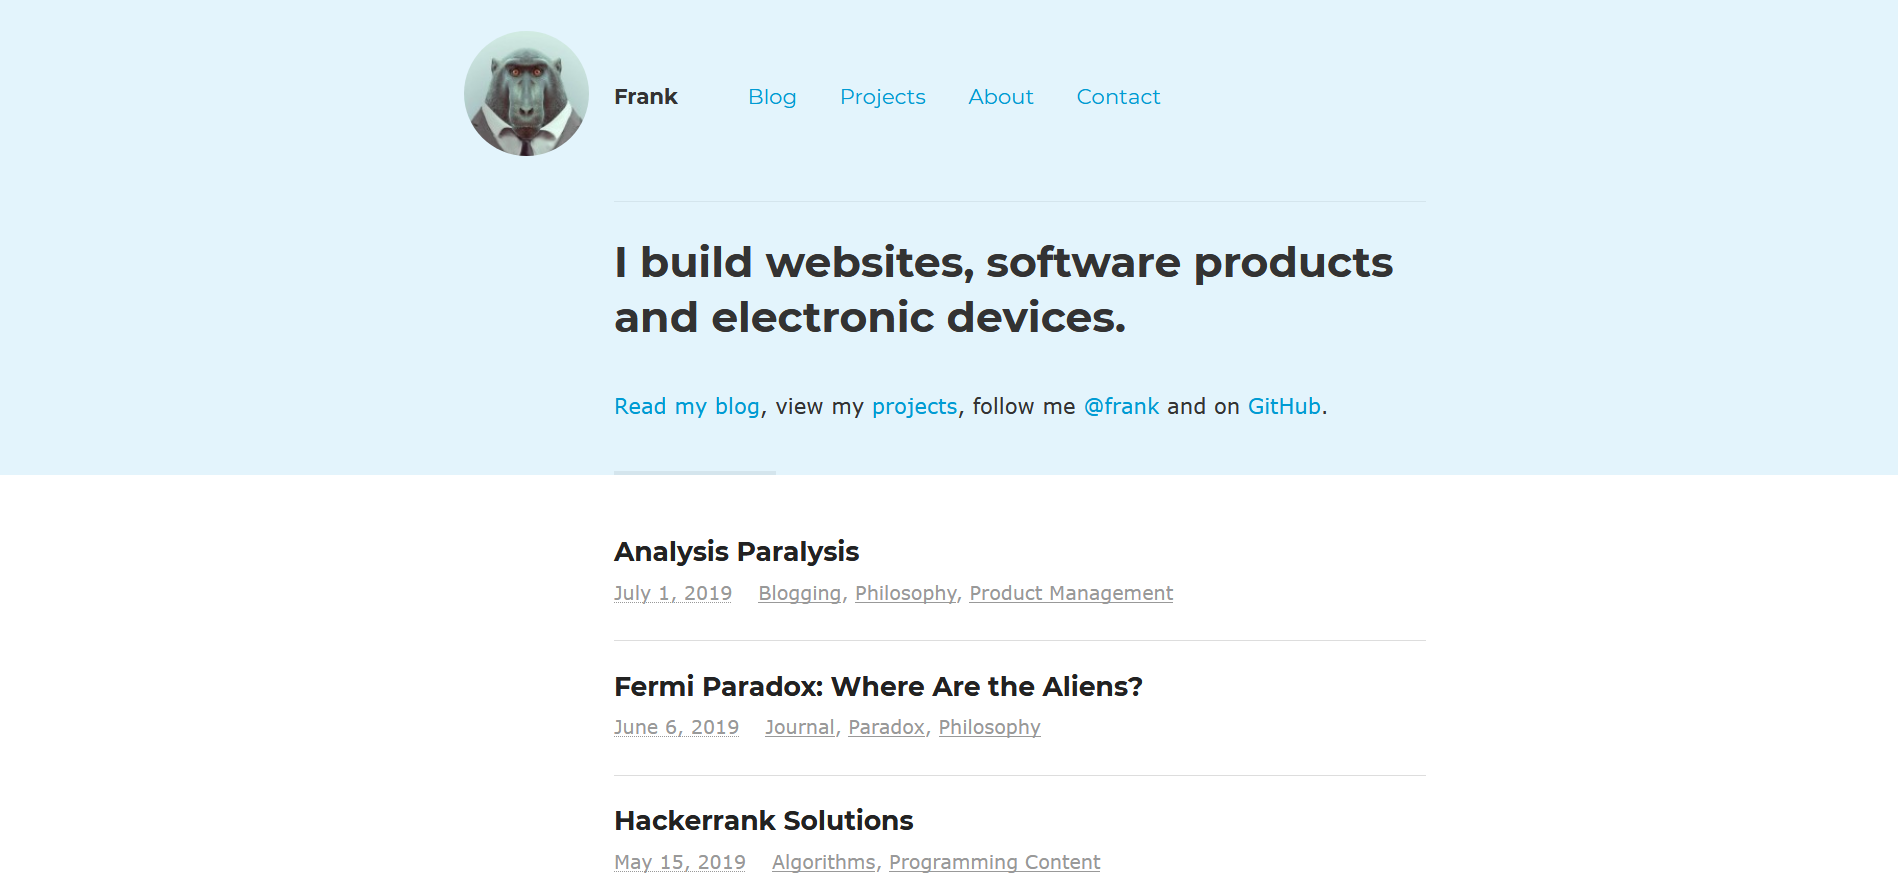 Frank Blog Projects About Contact
I build websites, software products
and electronic devices.
Read my blog, view my projects, follow me @frank and on GitHub.
Analysis Paralysis
July 1, 2019 Blogging, Philosophy, Product Management
Fermi Paradox: Where Are the Aliens?
June 6, 2019 Journal, Paradox, Philosophy
Hackerrank Solutions
May 15, 2019 Algorithms, Programming Content